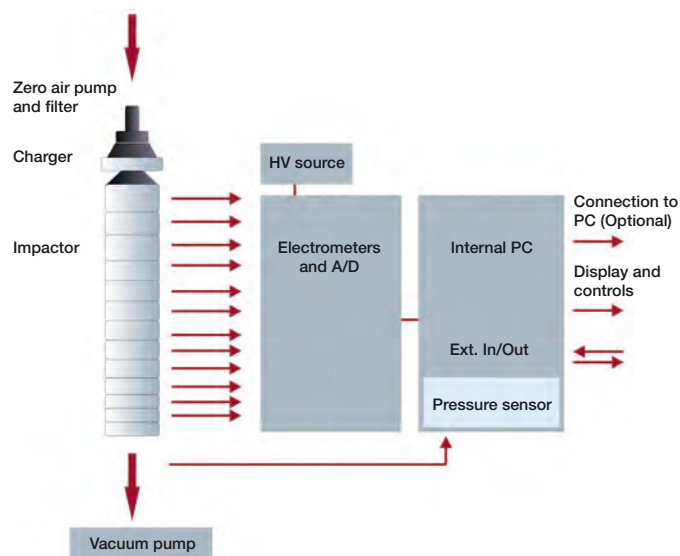 Zero air pump
and filter
Charger
Impactor
HV source
Electrometers
and A/D
Internal PC
Ext. In/Out
Pressure sensor
Connection to
PC (Optional)
Display and
controls
Vacuum pump